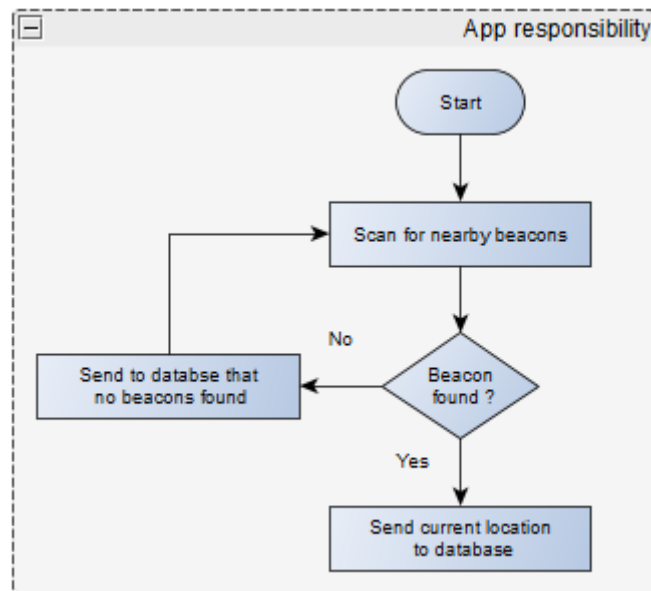 App responsibility
Start
Scan for nearby beacons
No
Send to databse that
no beacons found
Beacon
found ?
Yes
Send current location
to database